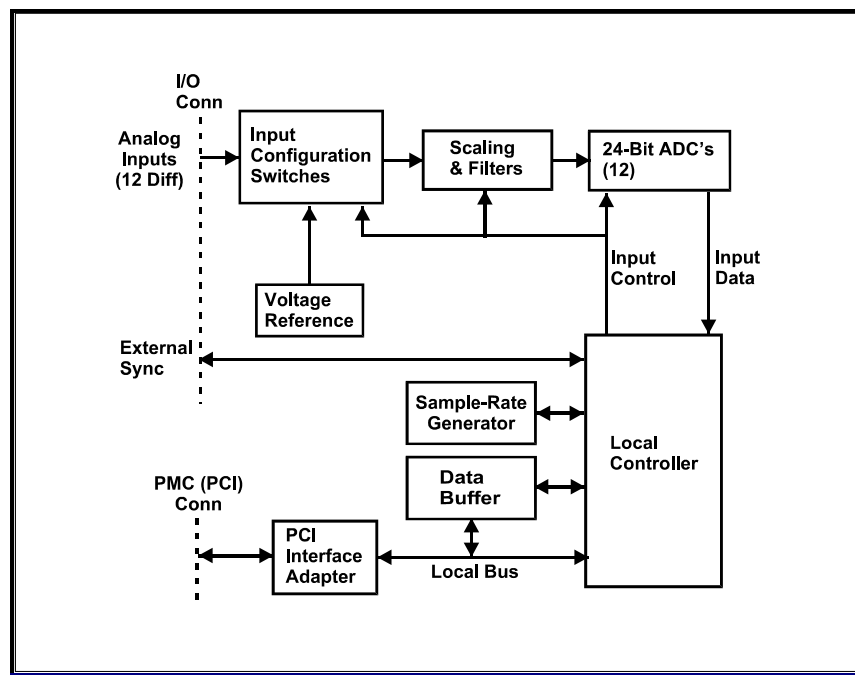 I/O
Conn
Analog
Inputs
(12 Diff)
Input
Configuration
Switches
Scaling
& Filters
24-Bit ADC's
(12)
Voltage
Reference
Input
Control
Input
Data
External
Sync
Sample-Rate
Generator
Local
Controller
Data
Buffer
PMC (PCI)
Conn
PCI
Interface
Adapter
Local Bus